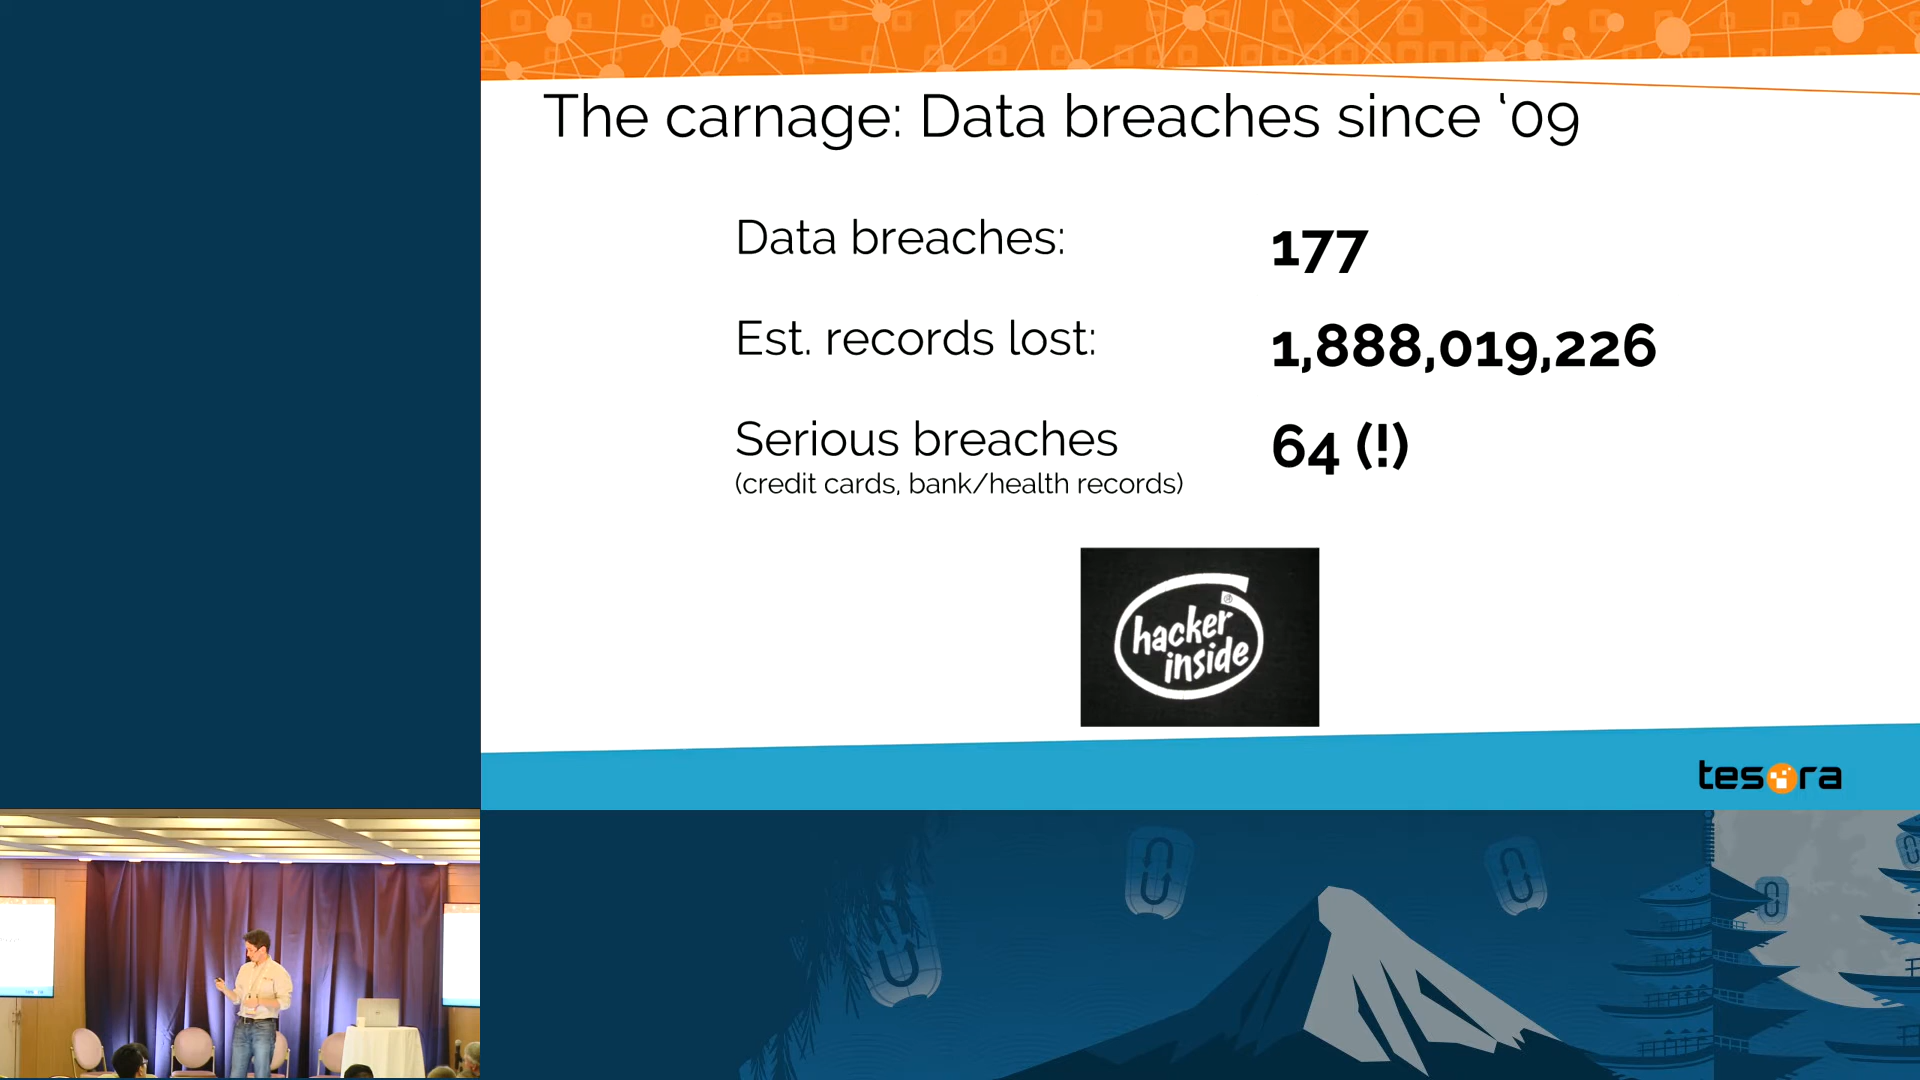 The carnage: Data breaches since ‘09
Data breaches: 177
Est. records lost: 1,888,019,226
Serious breaches 64 (!)
(credit cards, bank/health records)
hacker
inside
tesora